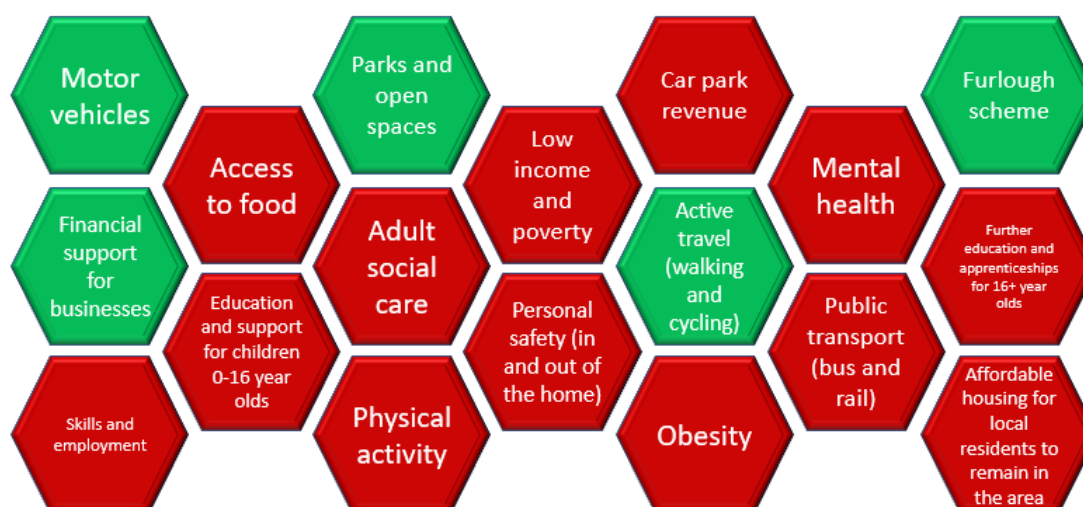 Motor
vehicles
Parks and
open
spaces
Car park
revenue
Furlough
scheme
Access
to food
Low
income
and
poverty
Mental
health
Financial
support
for
businesses
Adult
social
care
Active
travel
(walking
and
cycling)
Further
education and
apprenticeships
for 16+ year
olds
Education
and support
for children
0-16 year
olds
Personal
safety (in
and out of
the home)
Public
transport
(bus and
rail)
Skills and
employment
Physical
activity
Obesity
Affordable
housing for
local
residents to
remain in
the area